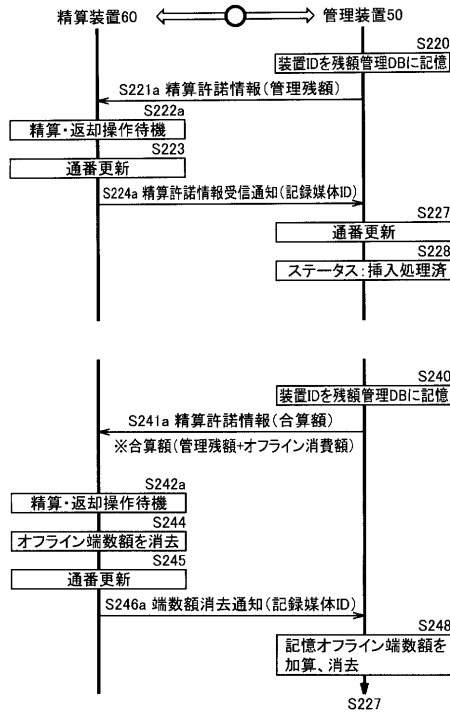 精算装置60
管理装置50
S220
装置IDを残額管理DBに記憶
S221a 精算許諾情報(管理残額)
S222a
精算・返却操作待機
S223
通番更新
S224a 精算許諾情報受信通知(記録媒体ID)
S227
通番更新
S228
ステータス:挿入処理済
S240
装置IDを残額管理DBに記憶
S241a 精算許諾情報(合算額)
※合算額(管理残額+オフライン消費額)
S242a
精算・返却操作待機
S244
オフライン端数額を消去
S245
通番更新
S246a 端数額消去通知(記録媒体ID)
S248
記憶オフライン端数額を
加算、消去
S227